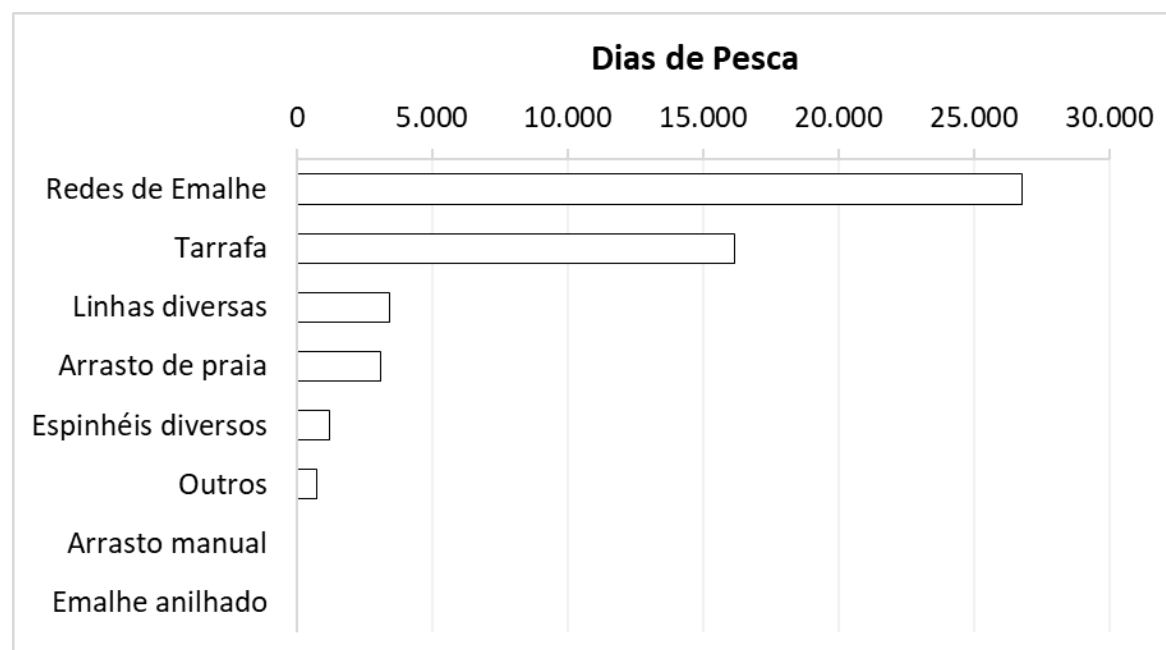 Dias de Pesca
0 5.000 10.000 15.000 20.000 25.000 30.000
Redes de Emalhe
Tarrafa
Linhas diversas
Arrasto de praia
Espinhéis diversos
Outros
Arrasto manual
Emalhe anilhado